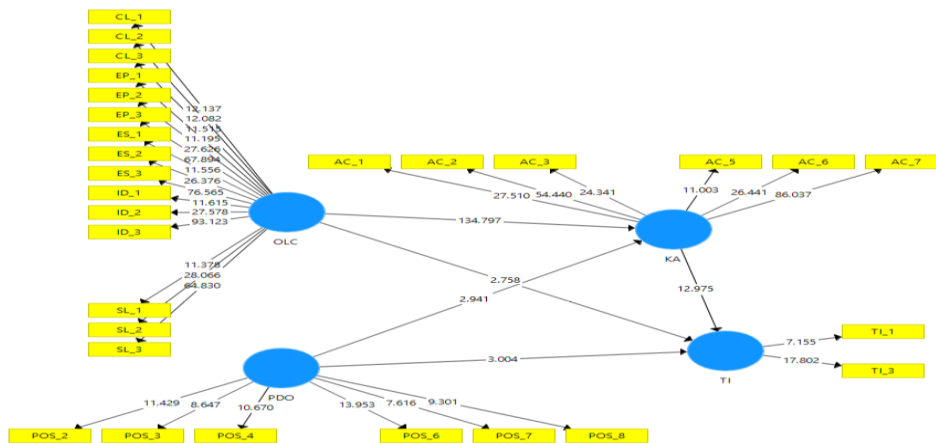 CL_1
CL_2
CL_3
EP_1
EP_2
EP_3
ES_1
ES_2
ES_3
ID_1
ID_2
ID_3
SL_1
SL_2
SL_3
12.137
12.082
11.515
11.195
27.626
67.894
11.556
26.376
76.565
11.615
27.578
93.123
11.378
28.066
64.830
OLC
AC_1 AC_2 AC_3 AC_5 AC_6 AC_7
27.510 54.440 24.341 11.003 26.441 86.037
134.797
KA
2.758
2.941
12.975
3.004
TI_1
7.155
17.802
TI_3
TI
PDO
11.429 8.647 10.670 13.953 7.616 9.301
POS_2 POS_3 POS_4 POS_6 POS_7 POS_8